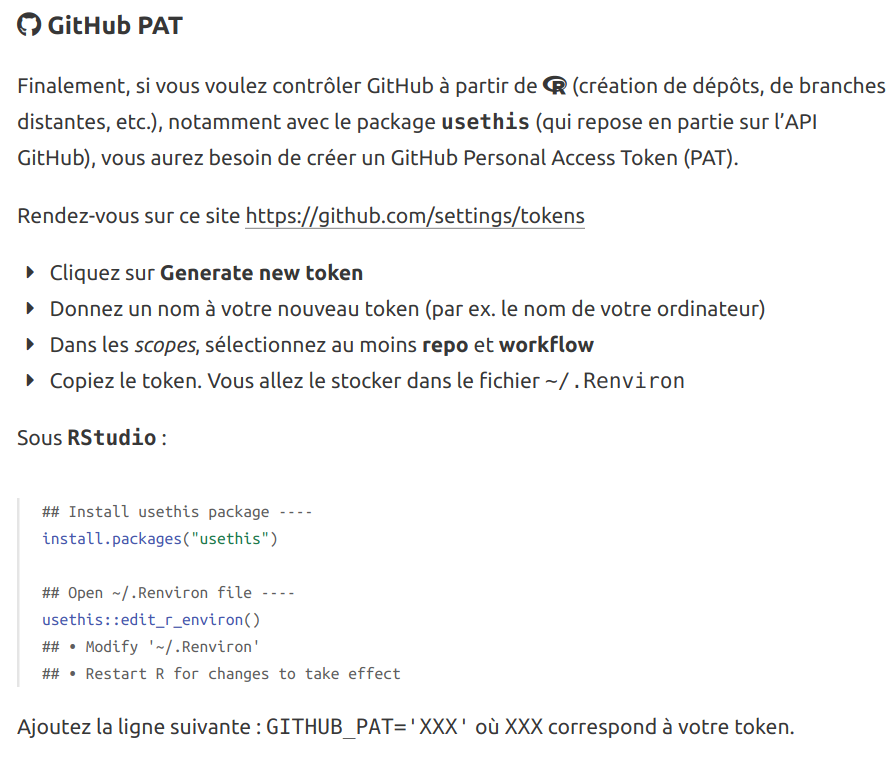 GitHub PAT
Finalement, si vous voulez contrôler GitHub à partir de R (création de dépôts, de branches
distantes, etc.), notamment avec le package usethis (qui repose en partie sur l’API
GitHub), vous aurez besoin de créer un GitHub Personal Access Token (PAT).
Rendez-vous sur ce site https://github.com/settings/tokens
Cliquez sur Generate new token
Donnez un nom à votre nouveau token (par ex. le nom de votre ordinateur)
Dans les scopes, sélectionnez au moins repo et workflow
Copiez le token. Vous allez le stocker dans le fichier ~/.Renviron
Sous RStudio :
## Install usethis package ----
install.packages("usethis")
## Open ~/.Renviron file ----
usethis::edit_r_environ()
## • Modify '~/.Renviron'
## • Restart R for changes to take effect
Ajoutez la ligne suivante : GITHUB_PAT='XXX' où XXX correspond à votre token.